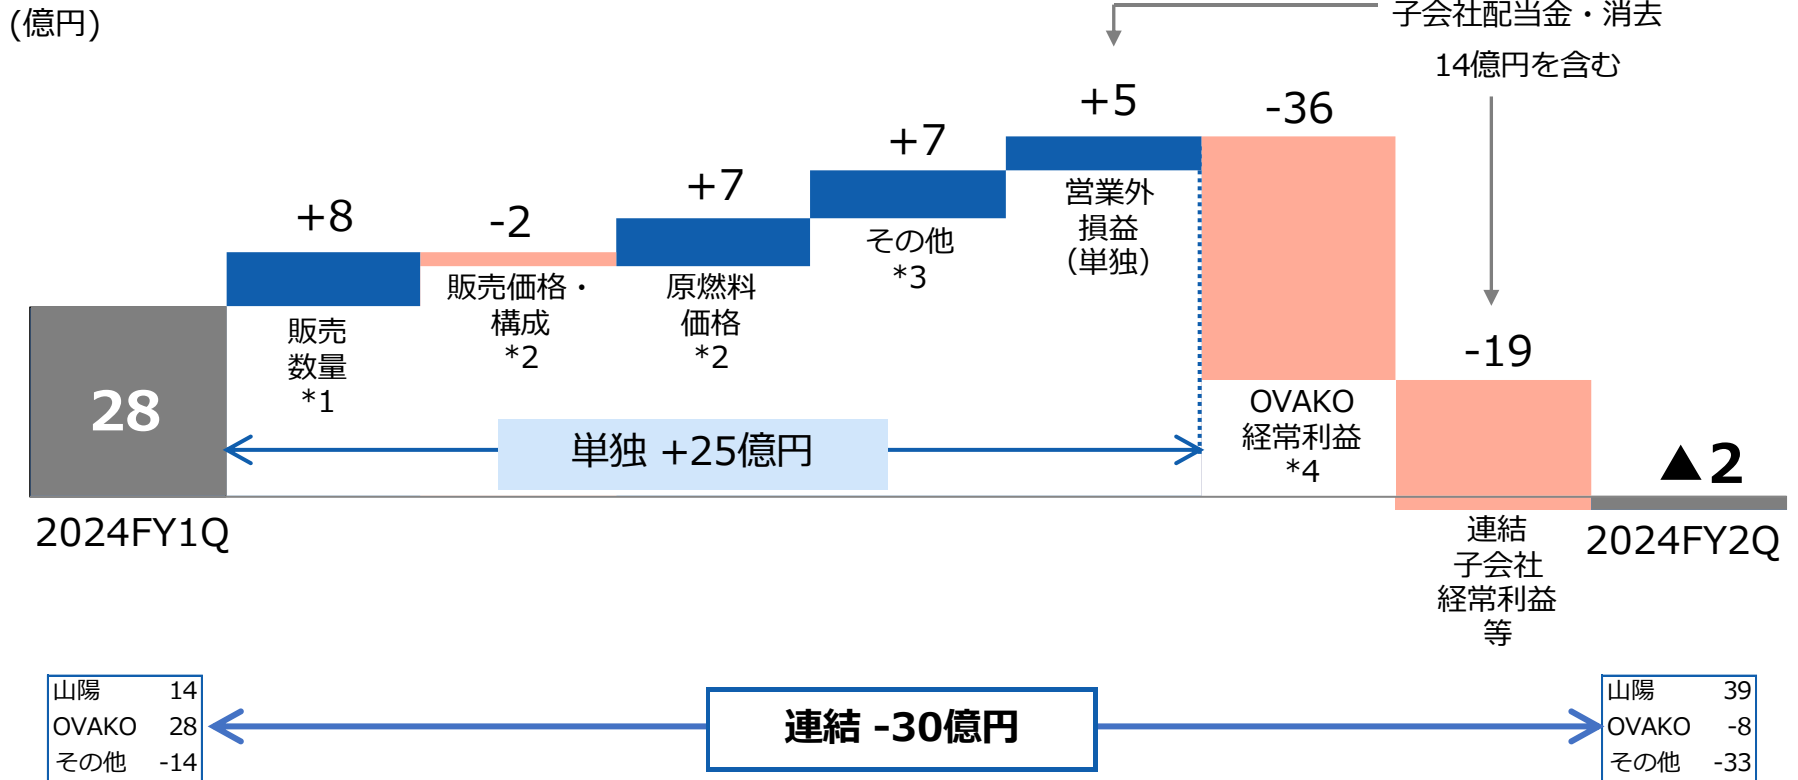 (億円)
子会社配当金・消去
14億円を含む
+8
-2
+7
+7
+5
-36
-19
28
販売
数量
*1
販売価格・
構成
*2
原燃料
価格
*2
その他
*3
営業外
損益
（単独）
OVAKO
経常利益
*4
連結
子会社
経常利益
等
▲2
単独 +25億円
2024FY1Q
2024FY2Q
山陽 14
OVAKO 28
その他 -14
連結 -30億円
山陽 39
OVAKO -8
その他 -33